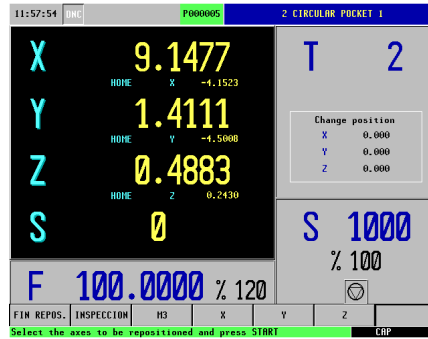 11:57:54 DNC P000005 2 CIRCULAR POCKET 1
X 9.1477
HOME X -4.1523
Y 1.4111
HOME Y -4.5008
Z 0.4883
HOME Z 0.2430
S 0
F 100.0000 % 120
T 2
Change position
X 0.000
Y 0.000
Z 0.000
S 1000
% 100
FIN REPOS. INSPECCION M3 X Y Z
Select the axes to be repositioned and press START CAP